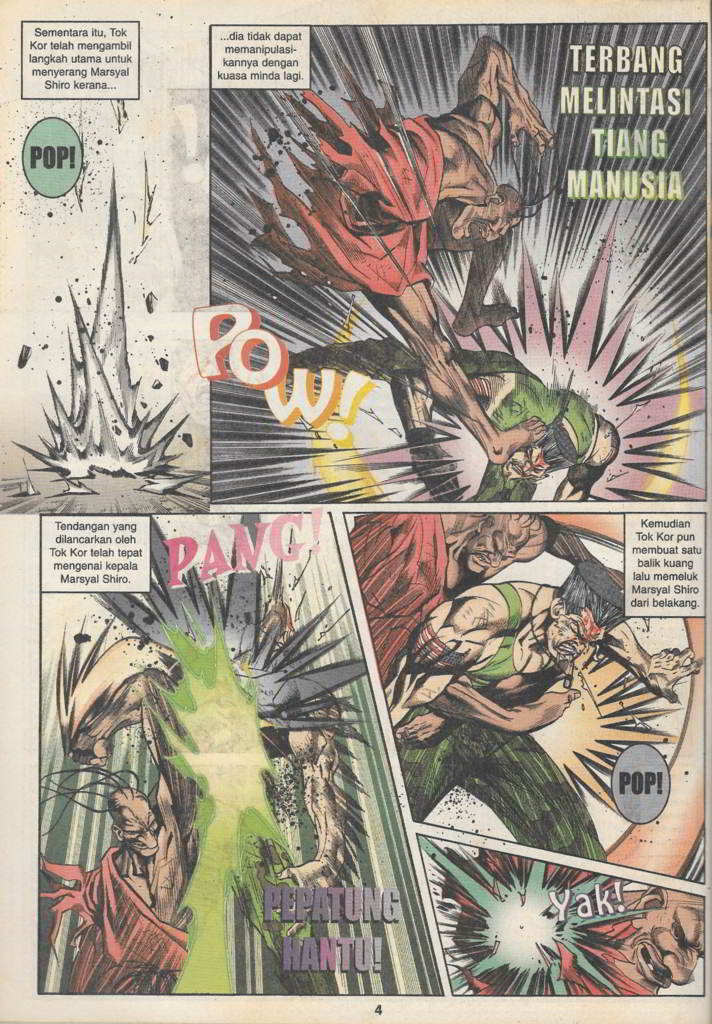 Sementara itu, Tok
Kor telah mengambil
langkah utama untuk
menyerang Marsyal
Shiro kerana...
POP!
...dia tidak dapat
memanipulasi-
kannya dengan
kuasa minda lagi.
TERBANG
MELINTASI
TIANG
MANUSIA
POW!
Tendangan yang
dilancarkan oleh
Tok Kor telah tepat
mengenai kepala
Marsyal Shiro.
PANG!
PEPATUNG
HANTU!
Kemudian
Tok Kor pun
membuat satu
balik kuang
lalu memeluk
Marsyal Shiro
dari belakang.
POP!
Yak!
4